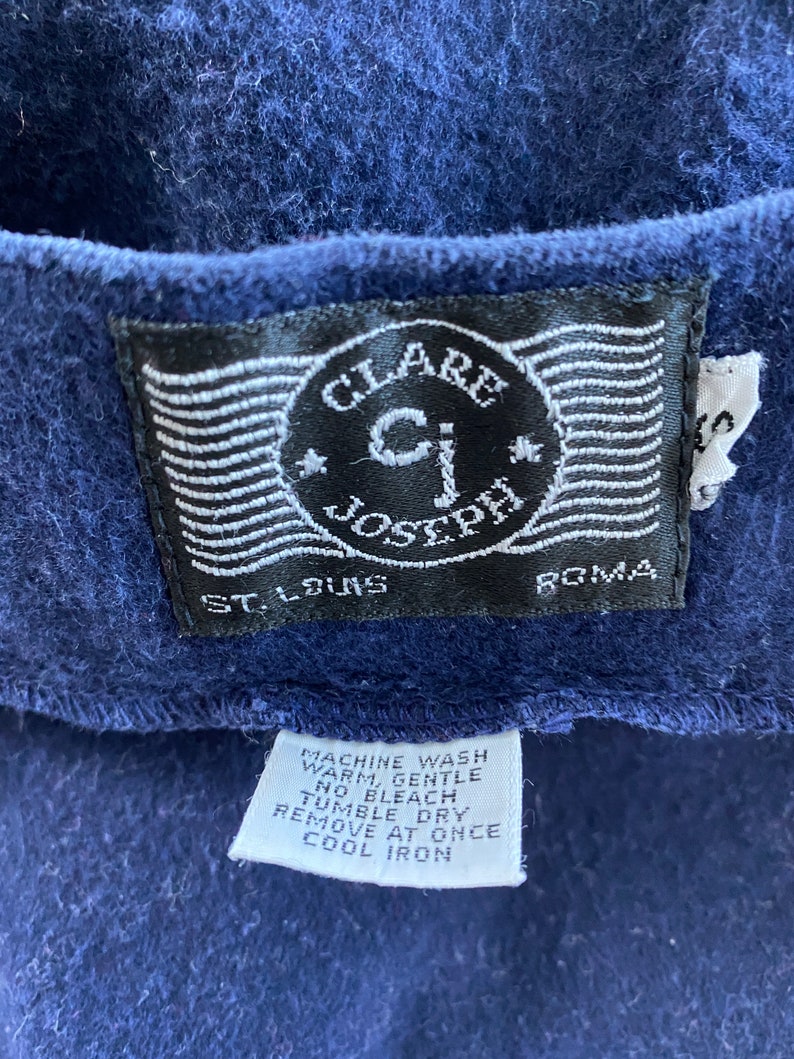 CLARE
CJ
JOSEPH
ST. LOUIS
ROMA
MACHINE WASH
WARM, GENTLE
NO BLEACH
TUMBLE DRY
REMOVE AT ONCE
COOL IRON